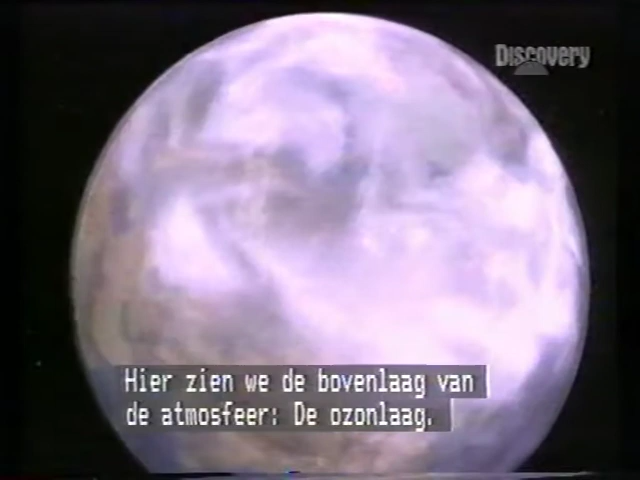 Discovery
Hier zien we de bovenlaag van
de atmosfeer: De ozonlaag.